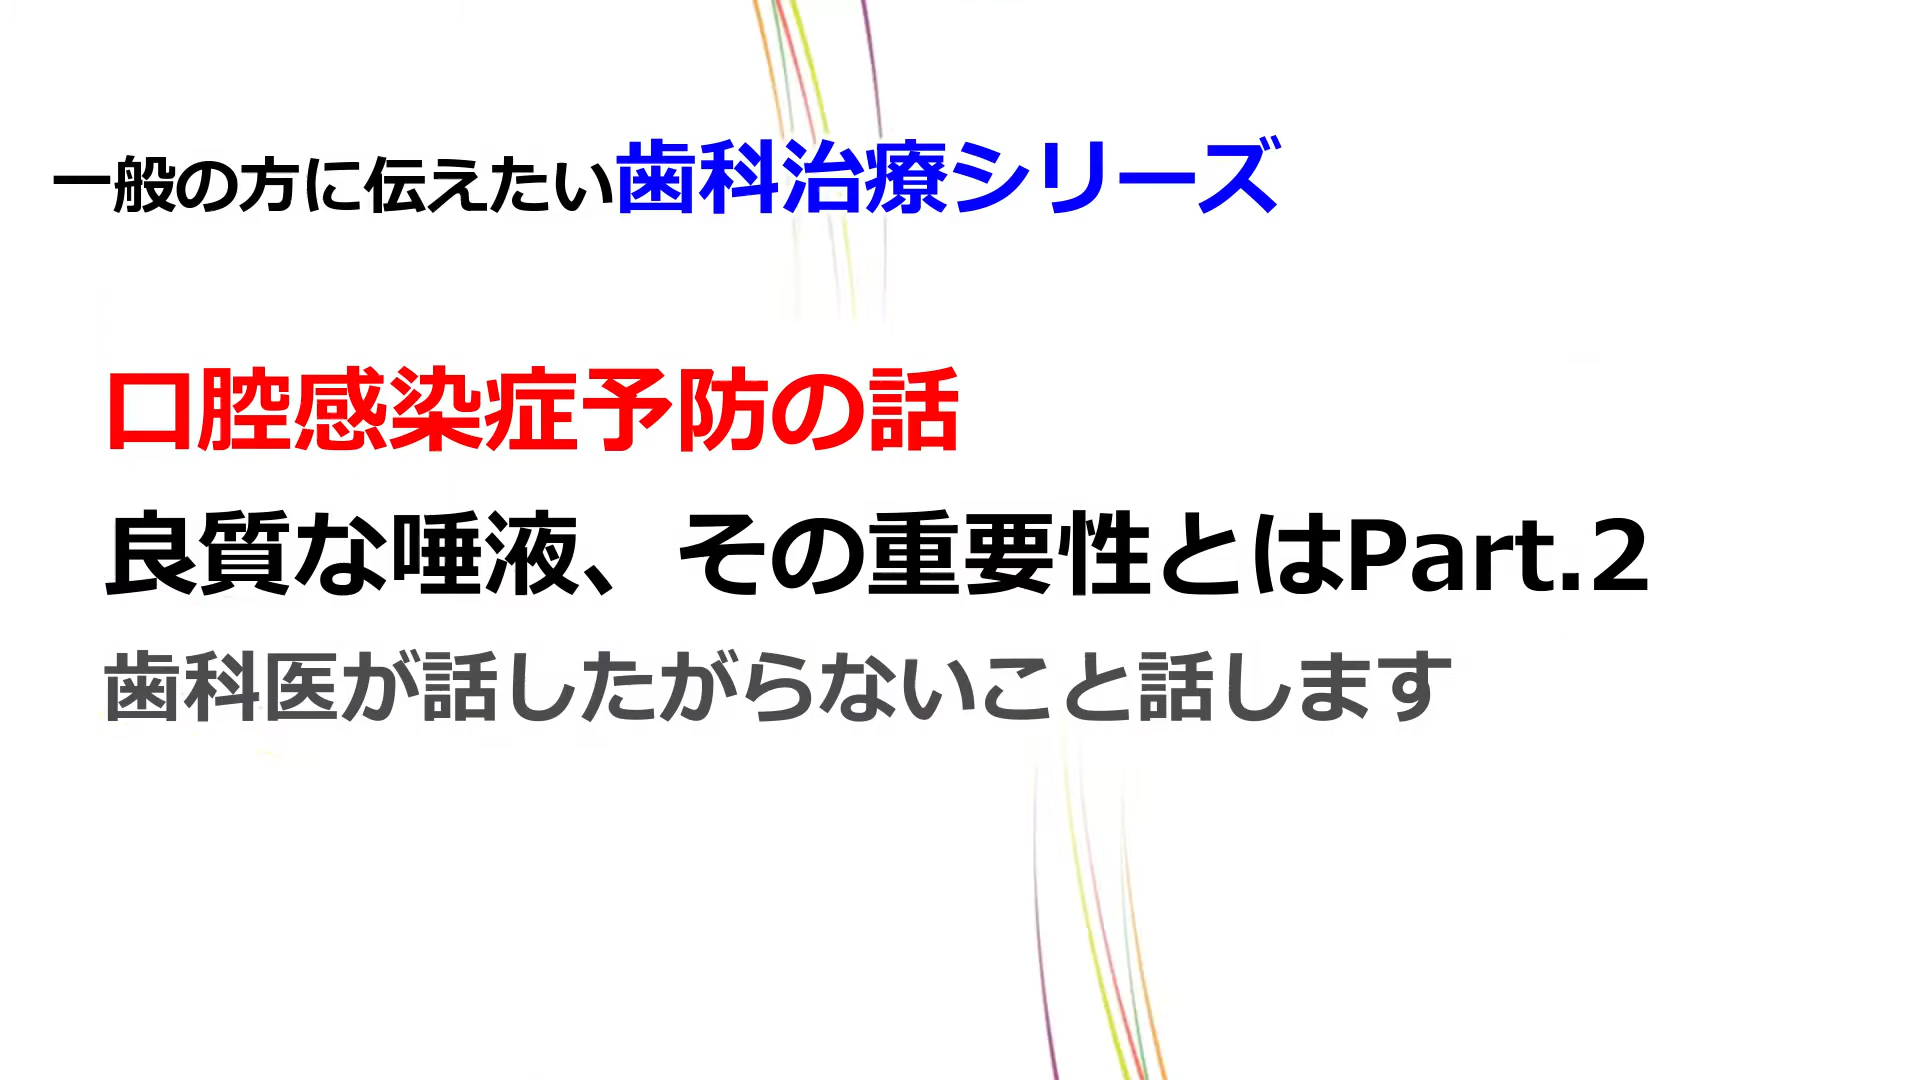 一般の方に伝えたい歯科治療シリーズ
口腔感染症予防の話
良質な唾液、その重要性とはPart.2
歯科医が話したがらないこと話します